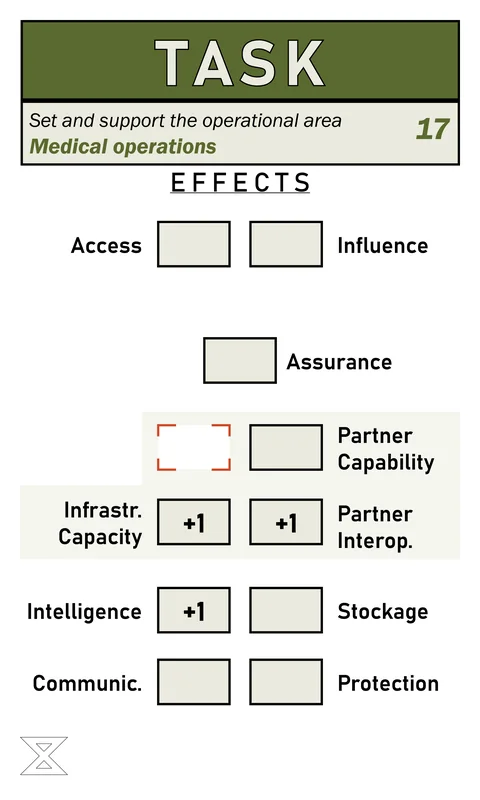 TASK
Set and support the operational area
Medical operations
17
EFFECTS
Access
Influence
Assurance
Partner
Capability
Infrastr.
Capacity
+1
+1
Partner
Interop.
Intelligence
+1
Stockage
Communic.
Protection